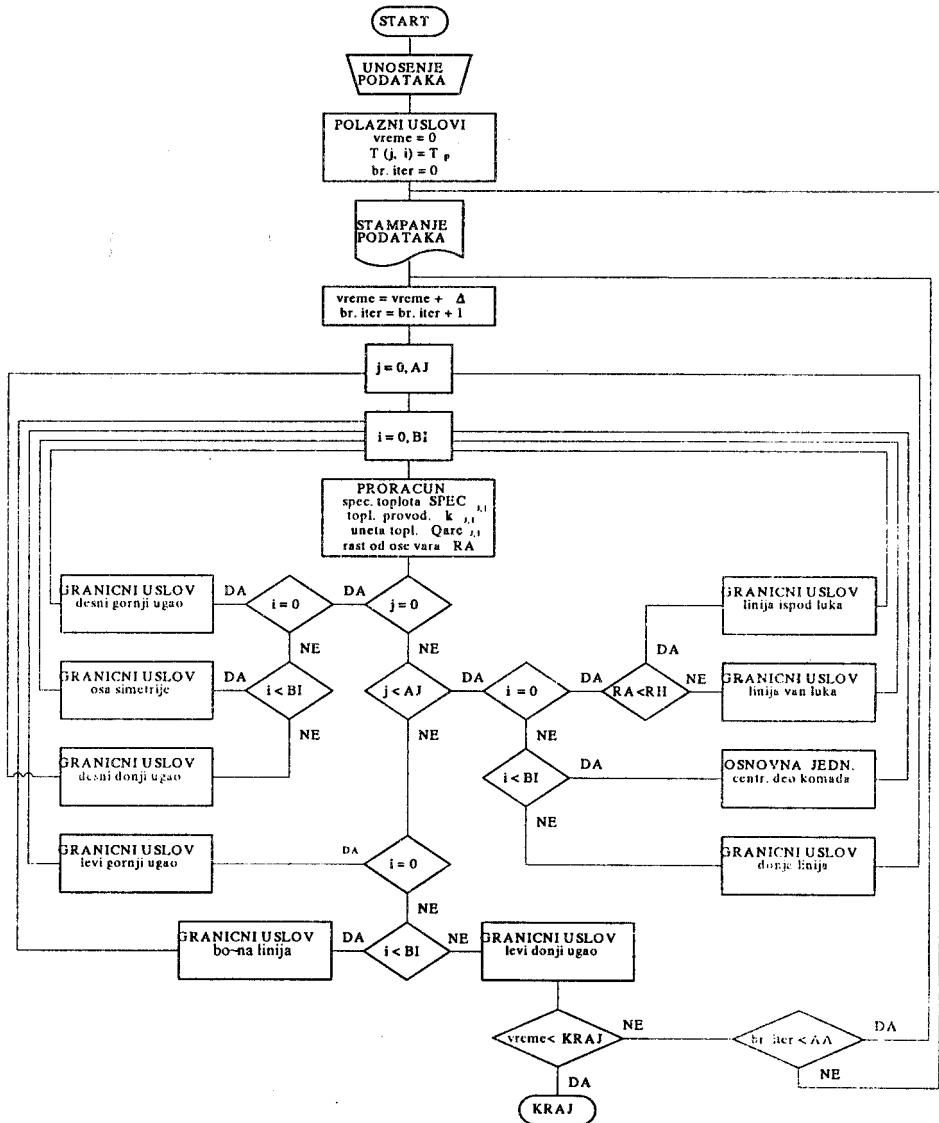 START
UNOSENJE
PODATAKA
POLAZNI USLOVI
vreme = 0
T (j, i) = T p
br. iter = 0
STAMPANJE
PODATAKA
vreme = vreme + Δ
br. iter = br. iter + 1
j = 0, AJ
i = 0, BI
PRORACUN
spec. toplota SPEC j,i
topl. provod. k j,i
uneta topl. Qarc j,i
rast od ose vara RA
GRANICNI USLOV
desni gornji ugao
DA
i = 0
DA
j = 0
GRANICNI USLOV
linija ispod luka
NE
NE
DA
GRANICNI USLOV
osa simetrije
DA
i < BI
j < AJ
DA
i = 0
DA
RA<RH
NE
GRANICNI USLOV
linija van luka
NE
NE
NE
GRANICNI USLOV
desni donji ugao
i < BI
DA
OSNOVNA JEDN.
centr. deo komada
NE
GRANICNI USLOV
levi gornji ugao
DA
i = 0
GRANICNI USLOV
donje linija
NE
GRANICNI USLOV
bo~na linija
DA
i < BI
NE
GRANICNI USLOV
levi donji ugao
vreme< KRAJ
NE
br. iter < AA
DA
DA
NE
KRAJ